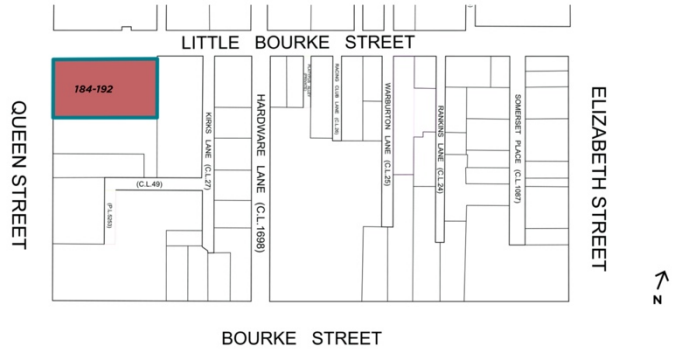 LITTLE BOURKE STREET
184-192
QUEEN STREET
KIRKS LANE (C.L.27)
HARDWARE LANE (C.L.1698)
RACING CLUB LANE (C.L.26)
WARBURTON LANE (C.L.25)
RANKINS LANE (C.L.24)
SOMERSET PLACE (C.L.1087)
ELIZABETH STREET
(C.L.49)
(P.L.5253)
N
BOURKE STREET